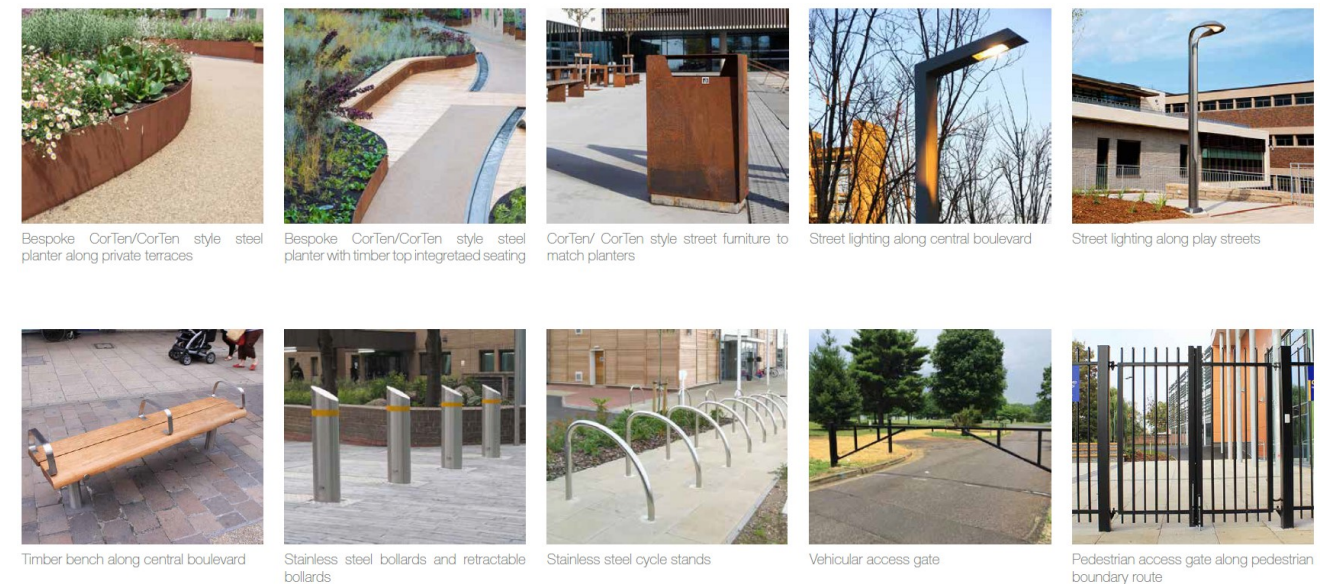 Bespoke CorTen/CorTen style steel
planter along private terraces
Bespoke CorTen/CorTen style steel
planter with timber top integretaed seating
CorTen/ CorTen style street furniture to
match planters
Street lighting along central boulevard
Street lighting along play streets
Timber bench along central boulevard
Stainless steel bollards and retractable
bollards
Stainless steel cycle stands
Vehicular access gate
Pedestrian access gate along pedestrian
boundary route